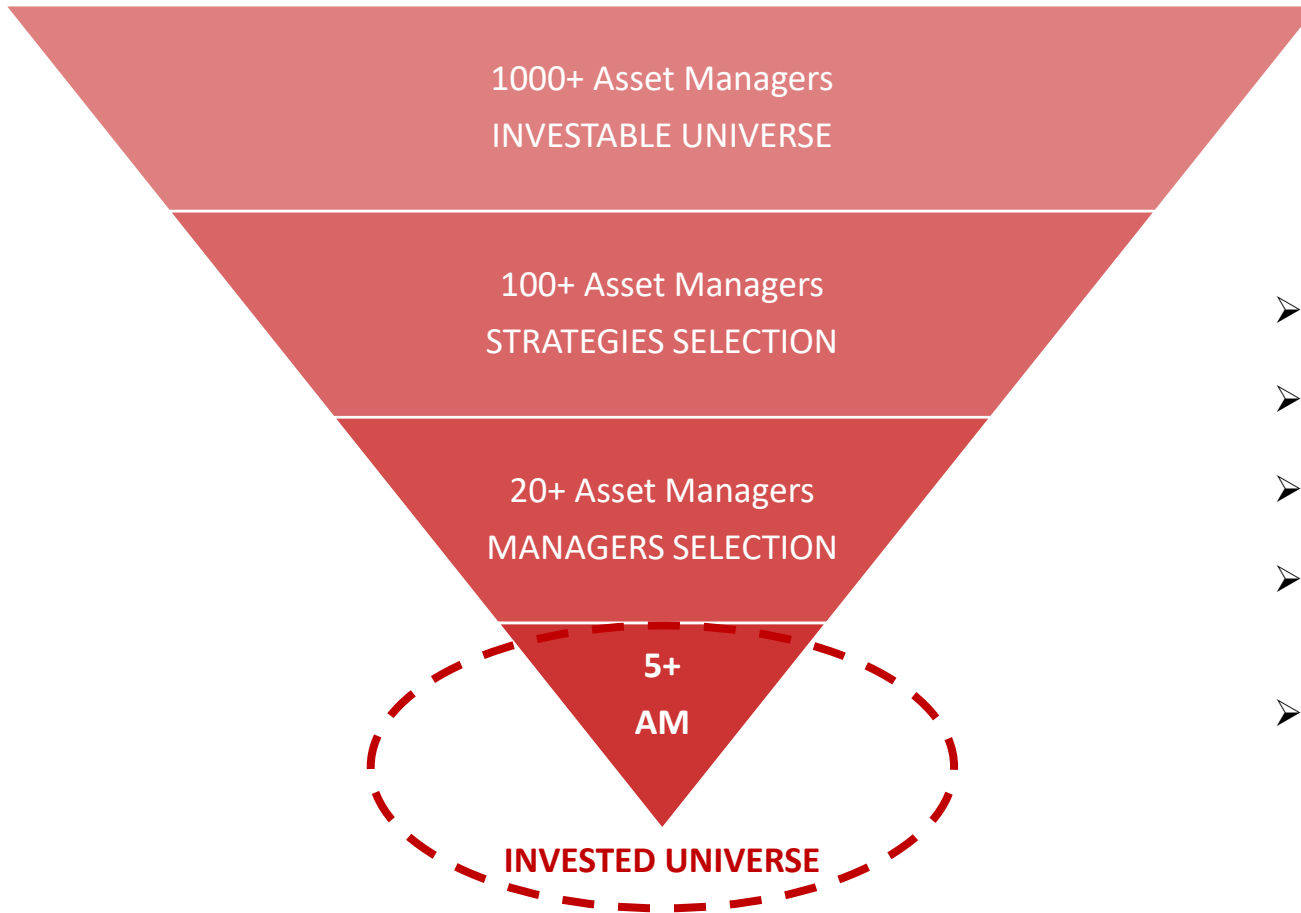 1000+ Asset Managers
INVESTABLE UNIVERSE
100+ Asset Managers
STRATEGIES SELECTION
20+ Asset Managers
MANAGERS SELECTION
5+
AM
INVESTED UNIVERSE